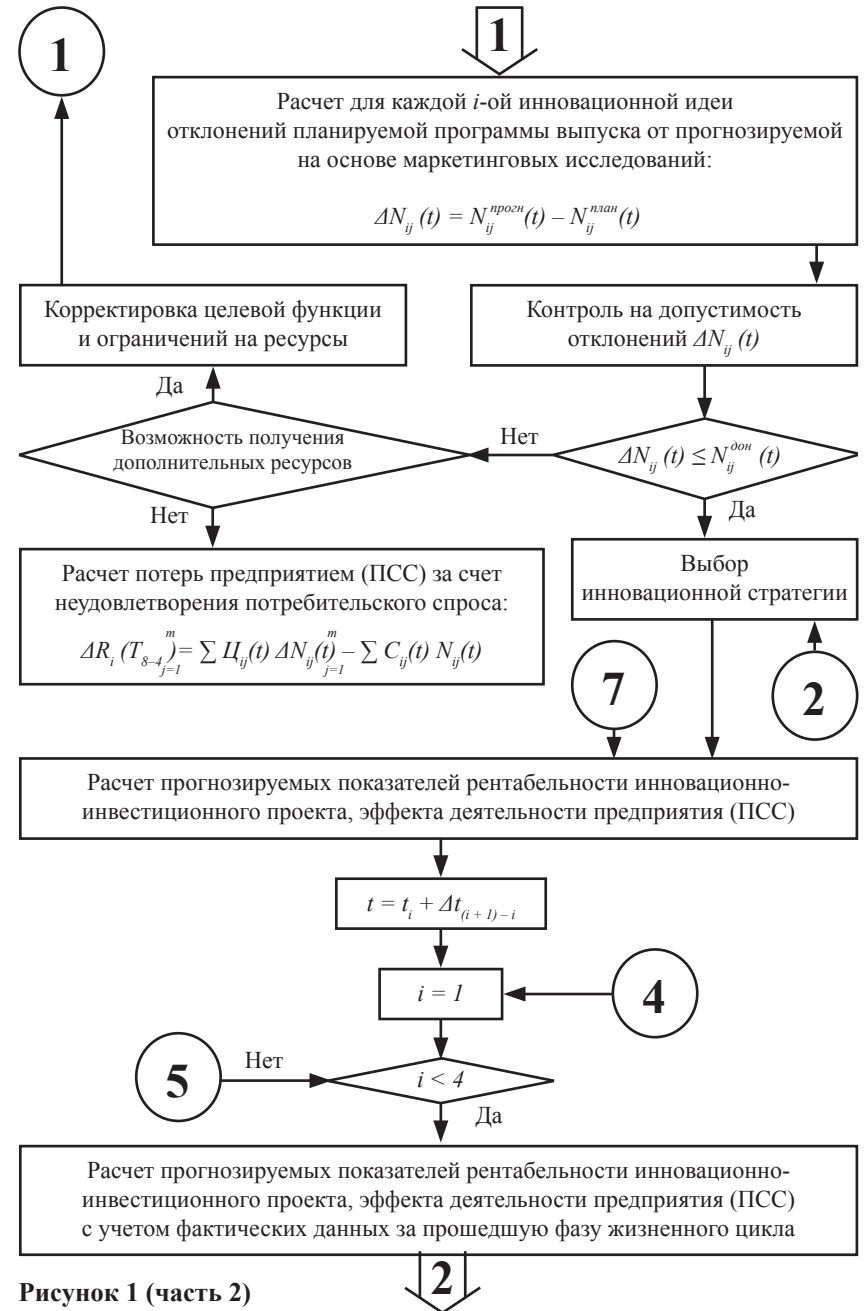 1
1
Расчет для каждой i-ой инновационной идеи
отклонений планируемой программы выпуска от прогнозируемой
на основе маркетинговых исследований:
ΔN_ij (t) = N_ij^прогн(t) – N_ij^план(t)
Корректировка целевой функции
и ограничений на ресурсы
Контроль на допустимость
отклонений ΔN_ij (t)
Да
Возможность получения
дополнительных ресурсов
Нет
ΔN_ij (t) ≤ N_ij^дон (t)
Нет
Да
Расчет потерь предприятием (ПСС) за счет
неудовлетворения потребительского спроса:
ΔR_i (T_8–4)= ∑_j=1^m Ц_ij(t) ΔN_ij(t) – ∑_j=1^m C_ij(t) N_ij(t)
Выбор
инновационной стратегии
7
2
Расчет прогнозируемых показателей рентабельности инновационно-
инвестиционного проекта, эффекта деятельности предприятия (ПСС)
t = t_i + Δt_(i + 1) – i
i = 1
4
5
Нет
i < 4
Да
Расчет прогнозируемых показателей рентабельности инновационно-
инвестиционного проекта, эффекта деятельности предприятия (ПСС)
с учетом фактических данных за прошедшую фазу жизненного цикла
2
Рисунок 1 (часть 2)